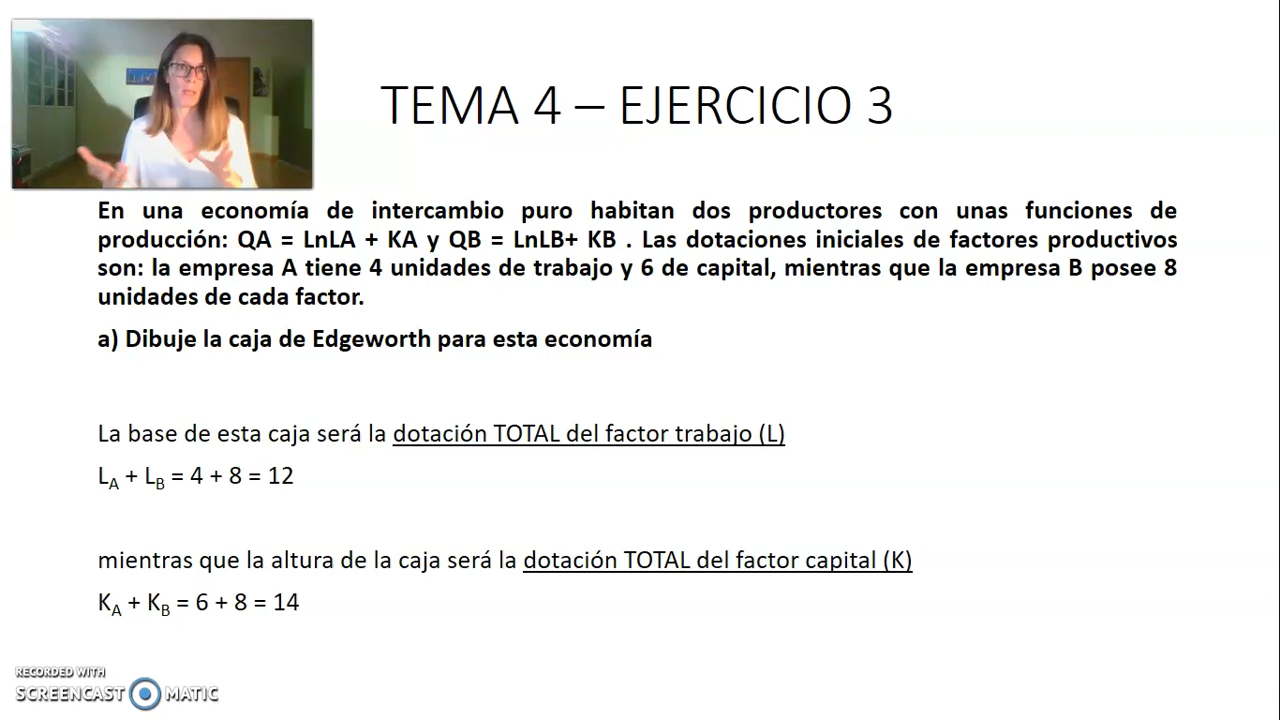 TEMA 4 – EJERCICIO 3
En una economía de intercambio puro habitan dos productores con unas funciones de
producción: QA = LnLA + KA y QB = LnLB+ KB . Las dotaciones iniciales de factores productivos
son: la empresa A tiene 4 unidades de trabajo y 6 de capital, mientras que la empresa B posee 8
unidades de cada factor.
a) Dibuje la caja de Edgeworth para esta economía
La base de esta caja será la dotación TOTAL del factor trabajo (L)
L_A + L_B = 4 + 8 = 12
mientras que la altura de la caja será la dotación TOTAL del factor capital (K)
K_A + K_B = 6 + 8 = 14
RECORDED WITH
SCREENCAST MATIC